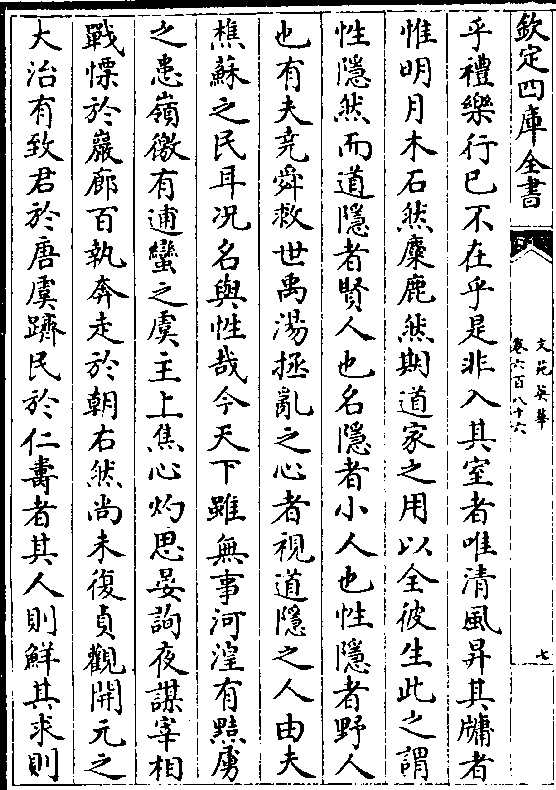 欽定四庫全書
文苑英華
卷六百八十六
七
乎禮樂行已不在乎是非入其室者唯清風昇其牖者
惟明月木石然麋鹿然期道家之用以全彼生此之謂
性隱然而道隱者賢人也名隱者小人也性隱者野人
也有夫堯舜救世禹湯拯亂之心者視道隱之人由夫
樵蘇之民耳况名與性哉今天下雖無事河湟有黠虜
之患嶺徼有逋蠻之虞主上焦心灼思晏詢夜謀宰相
戰慄於巖廊百執奔走於朝右然尚未復貞觀開元之
大治有致君於唐虞躋民於仁壽者其人則鮮其求則